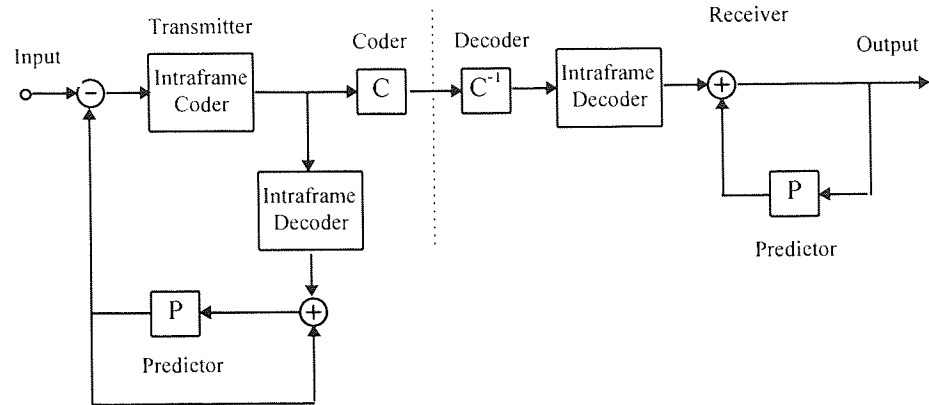 Transmitter
Receiver
Input
Coder
Decoder
Output
−
Intraframe
Coder
C
C⁻¹
Intraframe
Decoder
+
Intraframe
Decoder
P
Predictor
P
+
Predictor